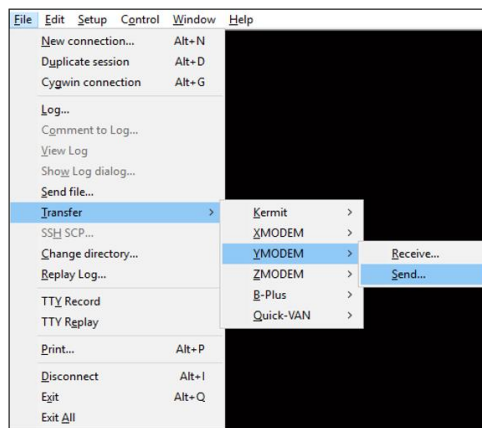 File Edit Setup Control Window Help
New connection... Alt+N
Duplicate session Alt+D
Cygwin connection Alt+G
Log...
Comment to Log...
View Log
Show Log dialog...
Send file...
Transfer >
SSH SCP...
Change directory...
Replay Log...
TTY Record
TTY Replay
Print... Alt+P
Disconnect Alt+I
Exit Alt+Q
Exit All
Kermit >
XMODEM >
YMODEM >
ZMODEM >
B-Plus >
Quick-VAN >
Receive...
Send...